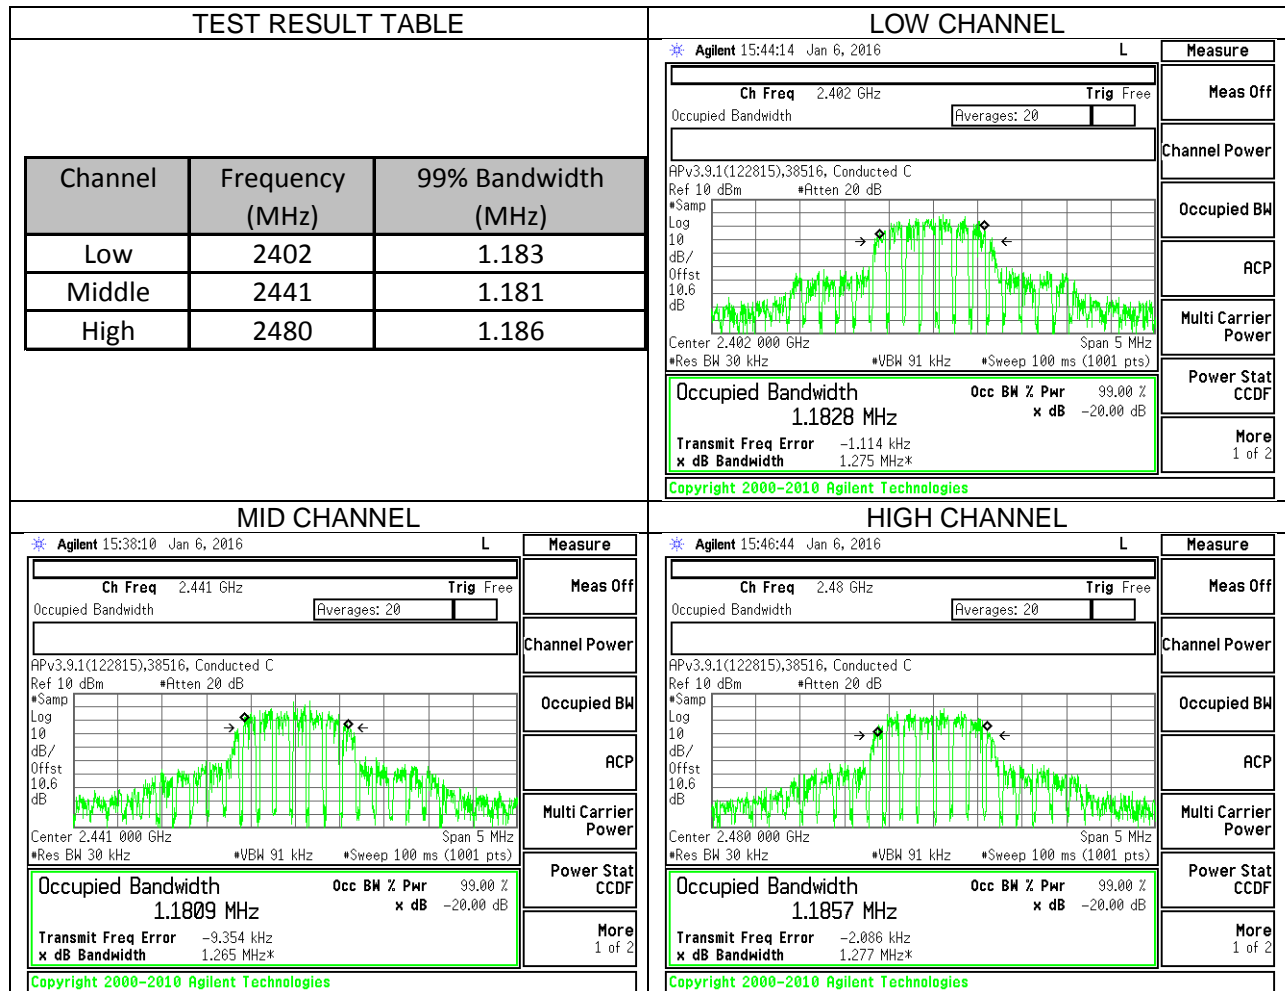 TEST RESULT TABLE
Channel Frequency (MHz) 99% Bandwidth (MHz)
Low 2402 1.183
Middle 2441 1.181
High 2480 1.186
LOW CHANNEL
Agilent 15:44:14 Jan 6, 2016 L
Ch Freq 2.402 GHz Trig Free
Occupied Bandwidth Averages: 20
APv3.9.1(122815),38516, Conducted C
Ref 10 dBm #Atten 20 dB
#Samp
Log
10
dB/
Offst
10.6
dB
Center 2.402 000 GHz Span 5 MHz
#Res BW 30 kHz #VBW 91 kHz #Sweep 100 ms (1001 pts)
Occupied Bandwidth Occ BW % Pwr 99.00 %
1.1828 MHz x dB -20.00 dB
Transmit Freq Error -1.114 kHz
x dB Bandwidth 1.275 MHz*
Copyright 2000-2010 Agilent Technologies
Measure
Meas Off
Channel Power
Occupied BW
ACP
Multi Carrier
Power
Power Stat
CCDF
More
1 of 2
MID CHANNEL
Agilent 15:38:10 Jan 6, 2016 L
Ch Freq 2.441 GHz Trig Free
Occupied Bandwidth Averages: 20
APv3.9.1(122815),38516, Conducted C
Ref 10 dBm #Atten 20 dB
#Samp
Log
10
dB/
Offst
10.6
dB
Center 2.441 000 GHz Span 5 MHz
#Res BW 30 kHz #VBW 91 kHz #Sweep 100 ms (1001 pts)
Occupied Bandwidth Occ BW % Pwr 99.00 %
1.1809 MHz x dB -20.00 dB
Transmit Freq Error -9.354 kHz
x dB Bandwidth 1.265 MHz*
Copyright 2000-2010 Agilent Technologies
Measure
Meas Off
Channel Power
Occupied BW
ACP
Multi Carrier
Power
Power Stat
CCDF
More
1 of 2
HIGH CHANNEL
Agilent 15:46:44 Jan 6, 2016 L
Ch Freq 2.48 GHz Trig Free
Occupied Bandwidth Averages: 20
APv3.9.1(122815),38516, Conducted C
Ref 10 dBm #Atten 20 dB
#Samp
Log
10
dB/
Offst
10.6
dB
Center 2.480 000 GHz Span 5 MHz
#Res BW 30 kHz #VBW 91 kHz #Sweep 100 ms (1001 pts)
Occupied Bandwidth Occ BW % Pwr 99.00 %
1.1857 MHz x dB -20.00 dB
Transmit Freq Error -2.086 kHz
x dB Bandwidth 1.277 MHz*
Copyright 2000-2010 Agilent Technologies
Measure
Meas Off
Channel Power
Occupied BW
ACP
Multi Carrier
Power
Power Stat
CCDF
More
1 of 2